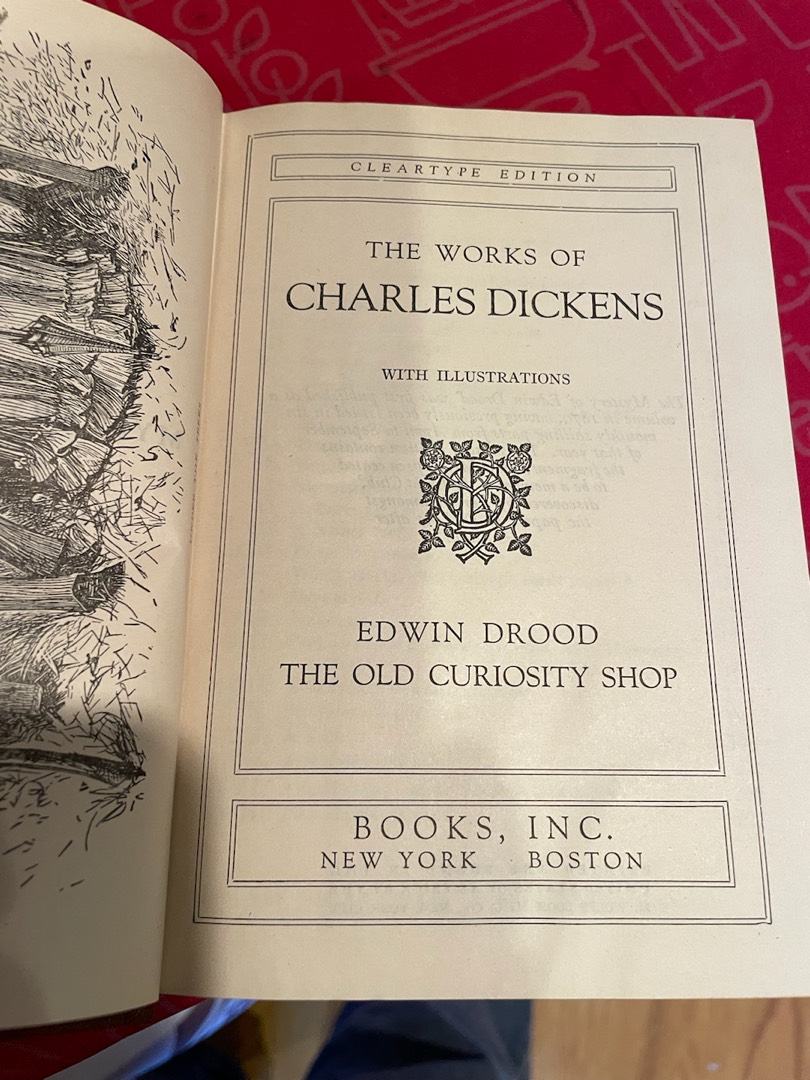 CLEARTYPE EDITION
THE WORKS OF
CHARLES DICKENS
WITH ILLUSTRATIONS
EDWIN DROOD
THE OLD CURIOSITY SHOP
BOOKS, INC.
NEW YORK BOSTON